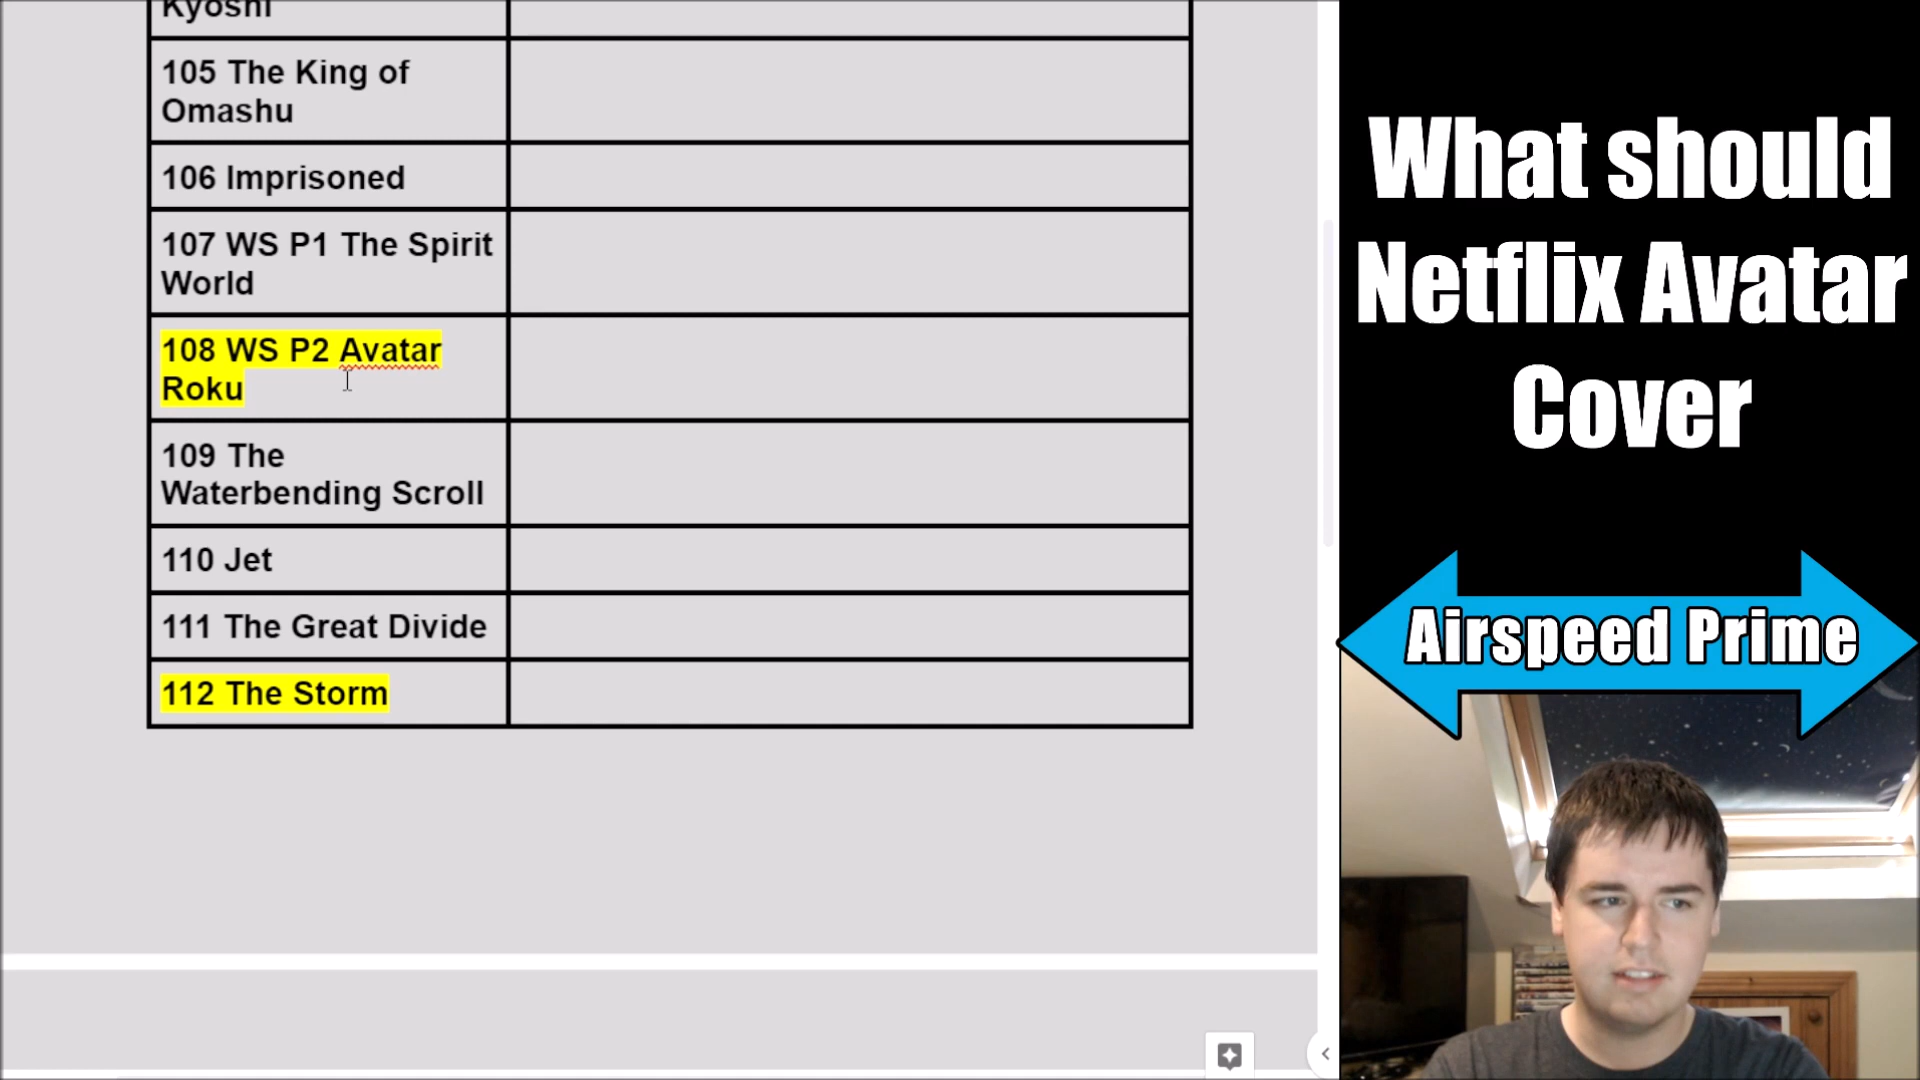 Kyoshi
105 The King of
Omashu
106 Imprisoned
107 WS P1 The Spirit
World
108 WS P2 Avatar
Roku
109 The
Waterbending Scroll
110 Jet
111 The Great Divide
112 The Storm
What should
Netflix Avatar
Cover
Airspeed Prime